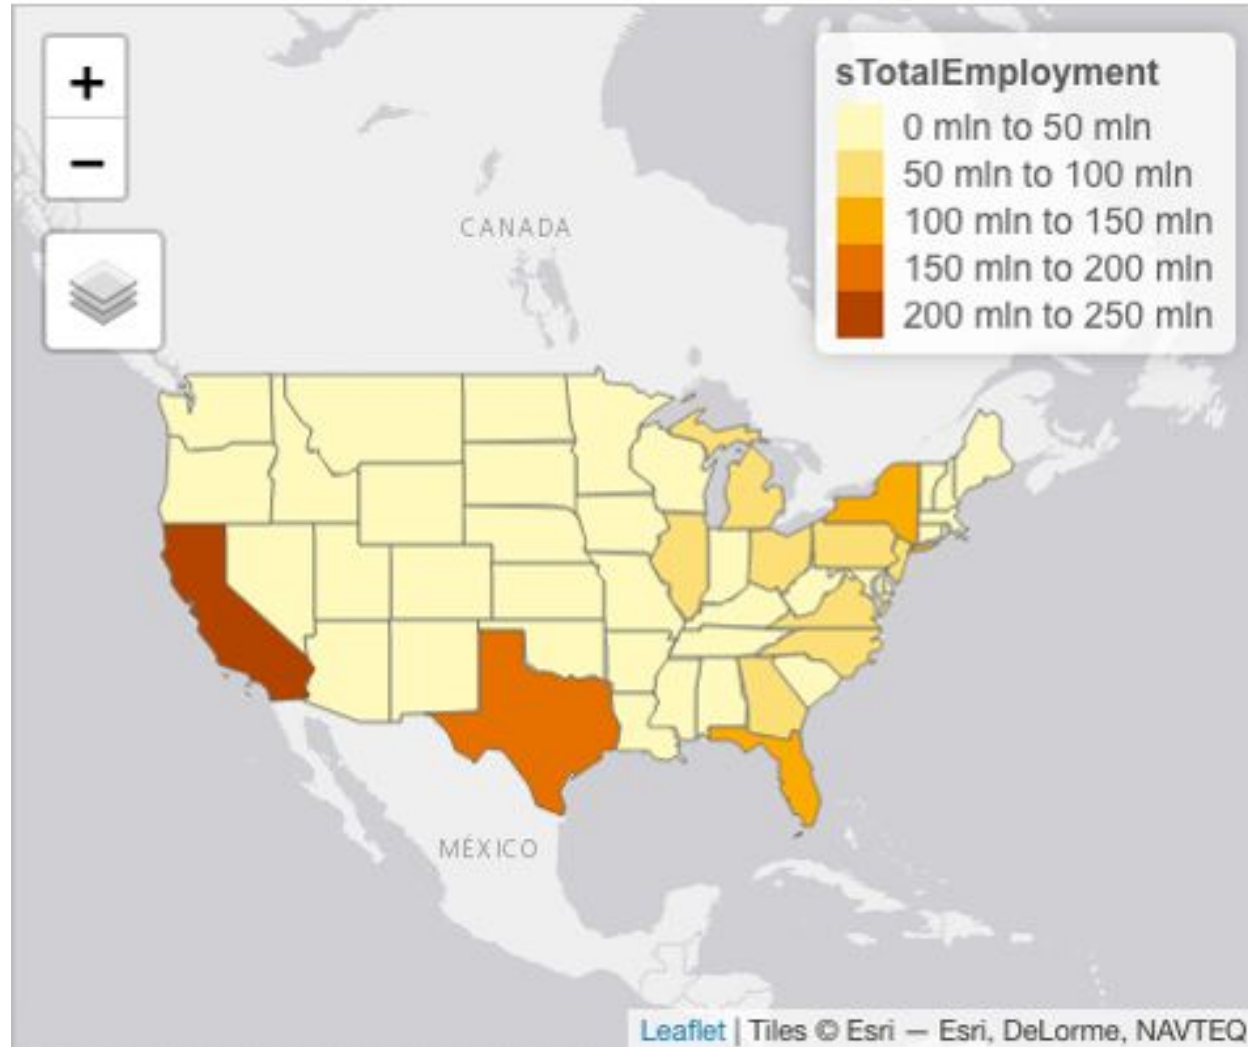 +
−
sTotalEmployment
0 mln to 50 mln
50 mln to 100 mln
100 mln to 150 mln
150 mln to 200 mln
200 mln to 250 mln
CANADA
MÉXICO
Leaflet | Tiles © Esri — Esri, DeLorme, NAVTEQ